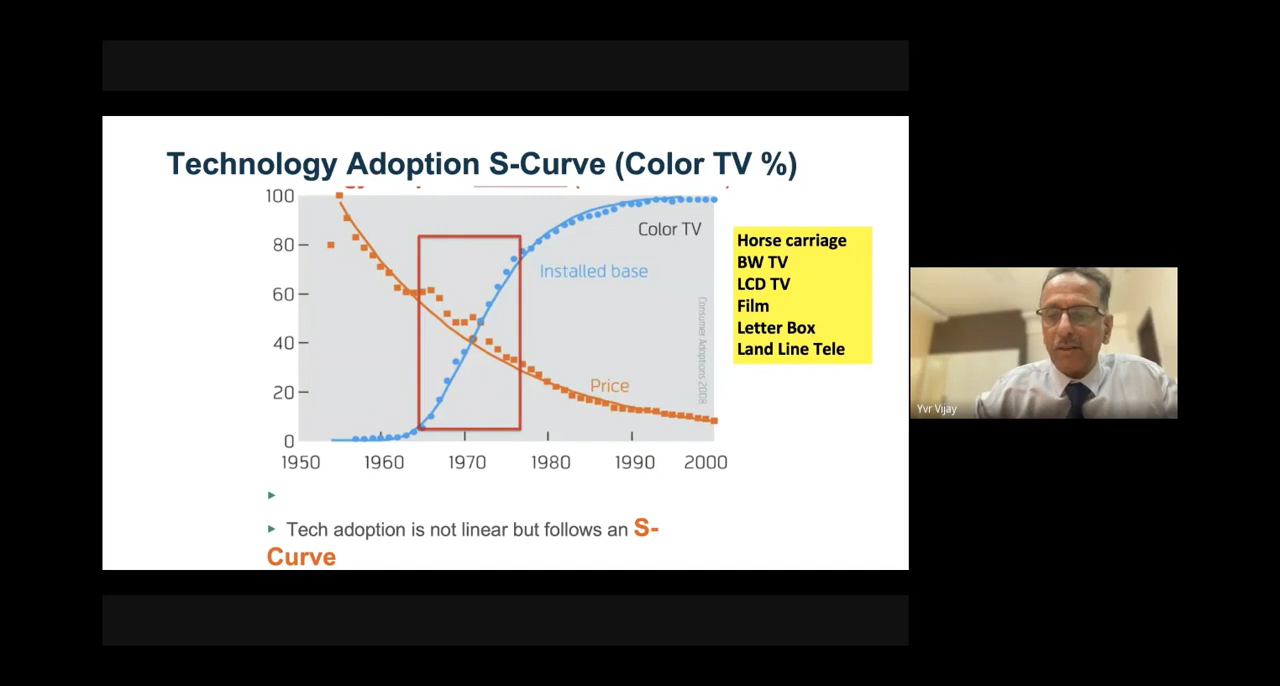 Technology Adoption S-Curve (Color TV %)
100
80
60
40
20
0
1950 1960 1970 1980 1990 2000
Color TV
Installed base
Price
Consumer Adoptions 2008
Horse carriage
BW TV
LCD TV
Film
Letter Box
Land Line Tele
Tech adoption is not linear but follows an S-
Curve
Yvr Vijay